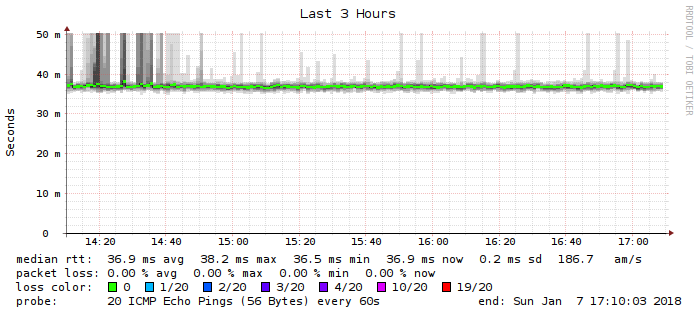 Last 3 Hours
RRDTOOL / TOBI OETIKER
Seconds
50 m
40 m
30 m
20 m
10 m
0
14:20 14:40 15:00 15:20 15:40 16:00 16:20 16:40 17:00
median rtt: 36.9 ms avg 38.2 ms max 36.5 ms min 36.9 ms now 0.2 ms sd 186.7 am/s
packet loss: 0.00 % avg 0.00 % max 0.00 % min 0.00 % now
loss color: 0 1/20 2/20 3/20 4/20 10/20 19/20
probe: 20 ICMP Echo Pings (56 Bytes) every 60s end: Sun Jan 7 17:10:03 2018